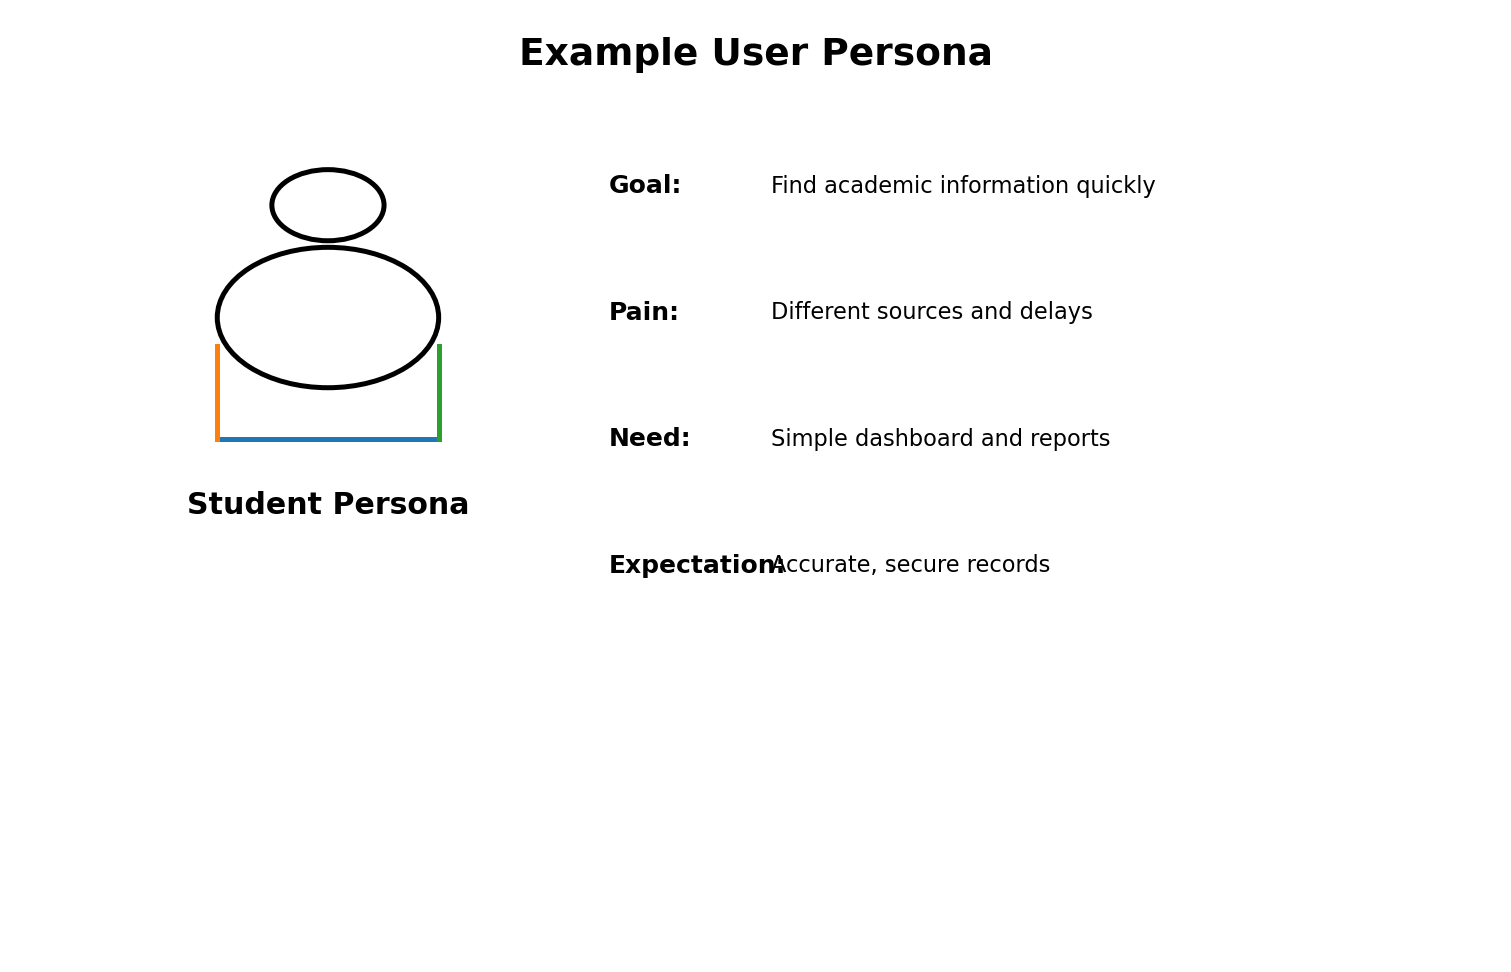 Example User Persona
Goal: Find academic information quickly
Pain: Different sources and delays
Need: Simple dashboard and reports
Student Persona
Expectation: Accurate, secure records